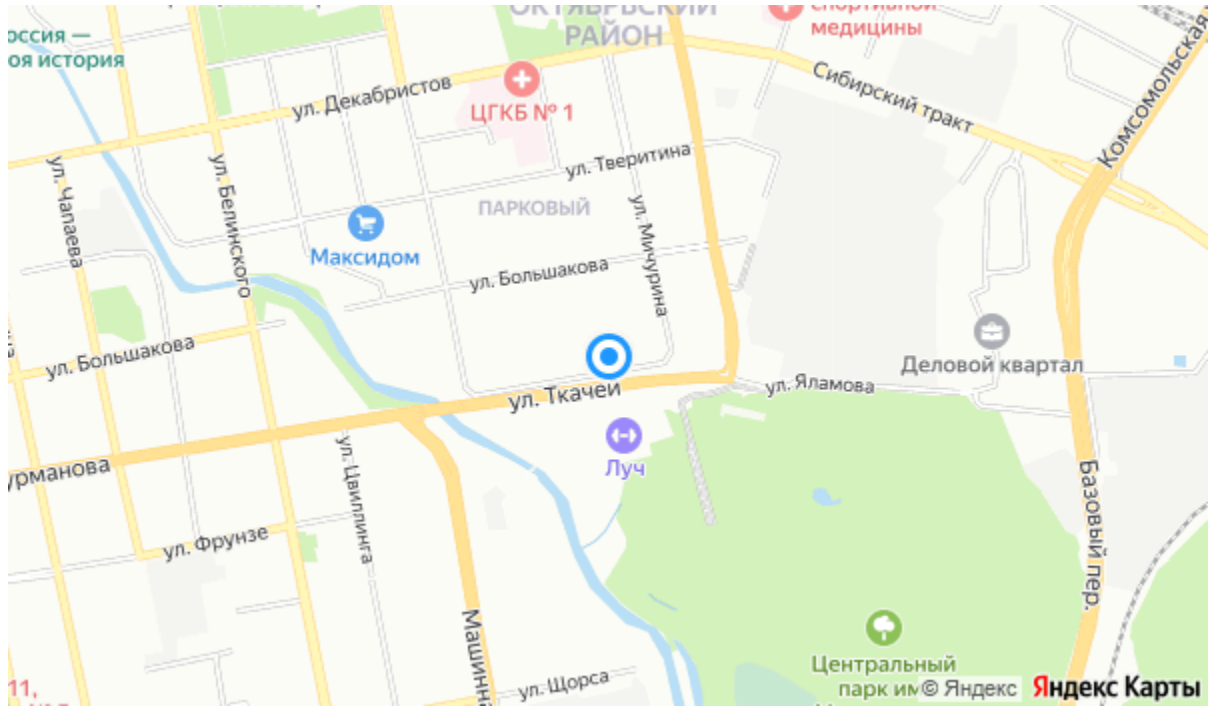 ОКТЯБРЬСКИЙ
РАЙОН
спортивной
медицины
оссия —
оя история
ул. Декабристов
ЦГКБ № 1
Сибирский тракт
Комсомольская
ул. Чапаева
ул. Белинского
ул. Тверитина
ПАРКОВЫЙ
ул. Мичурина
Максидом
ул. Большакова
ул. Большакова
Деловой квартал
ул. Ткачей
ул. Яламова
Луч
урманова
ул. Цвиллинга
ул. Фрунзе
Базовый пер.
Машинна
ул. Щорса
Центральный
парк им
11,
© Яндекс
Яндекс Карты